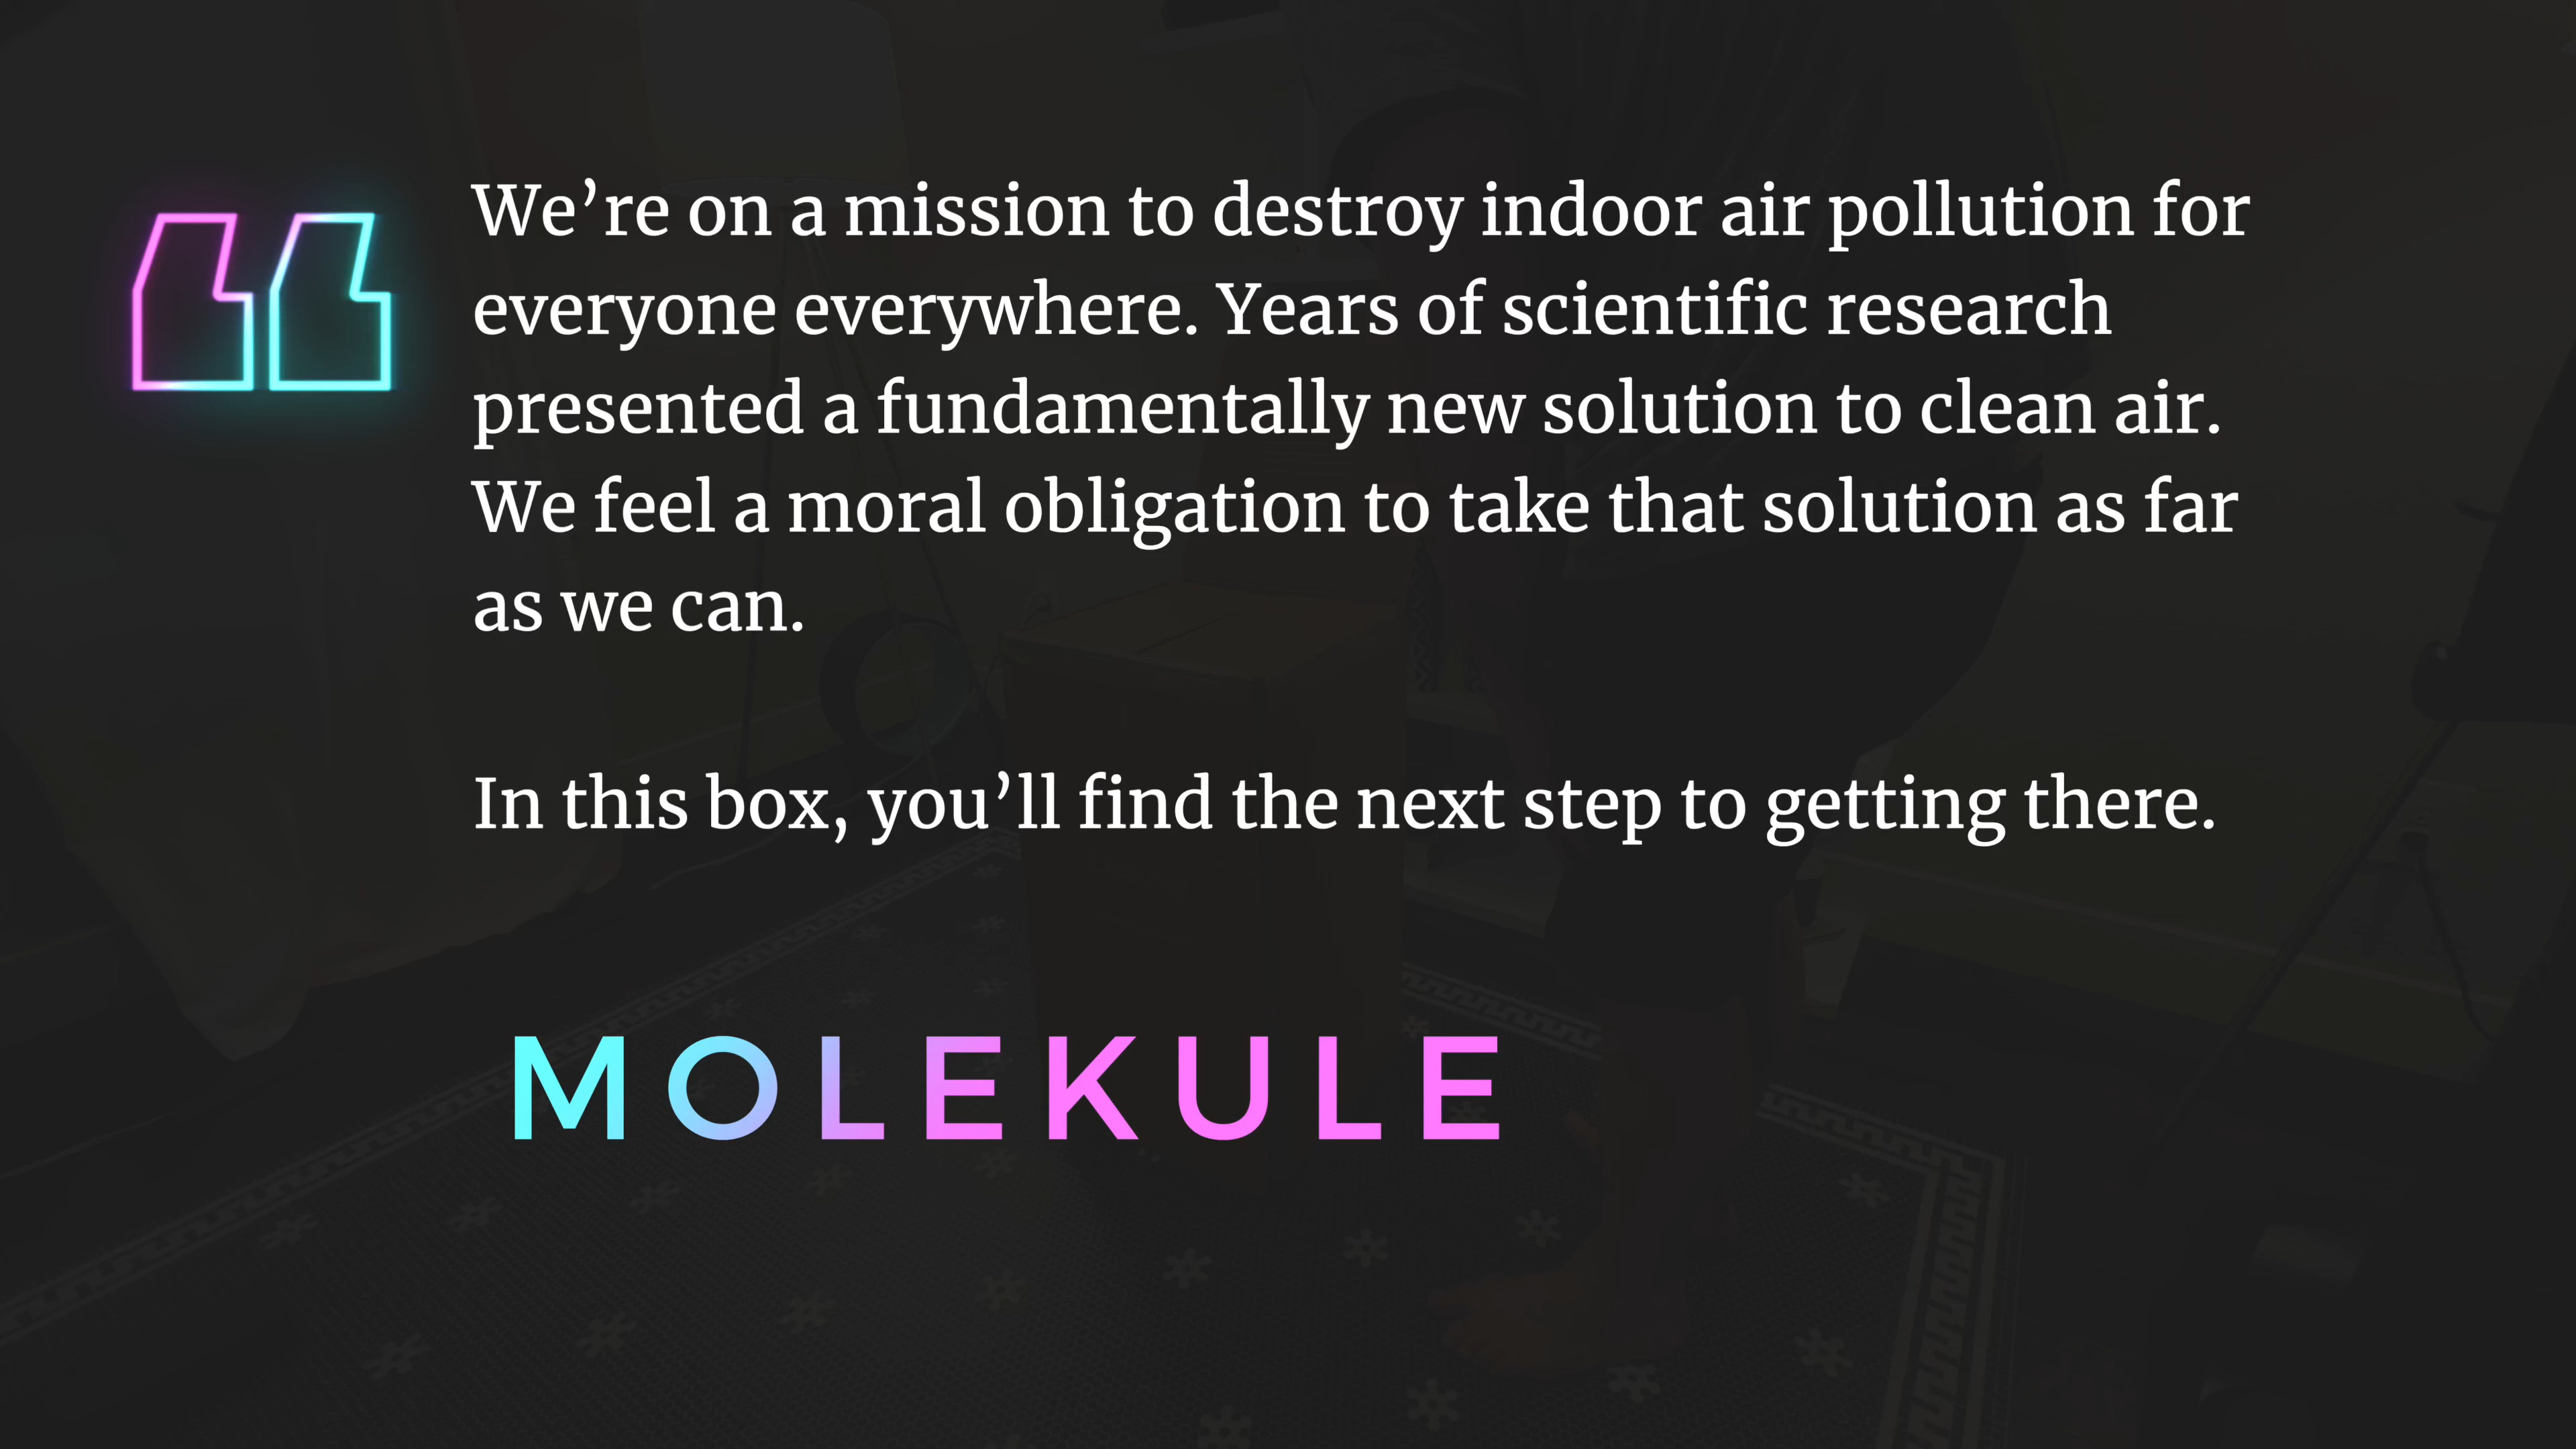 We’re on a mission to destroy indoor air pollution for
everyone everywhere. Years of scientific research
presented a fundamentally new solution to clean air.
We feel a moral obligation to take that solution as far
as we can.
In this box, you’ll find the next step to getting there.
MOLEKULE